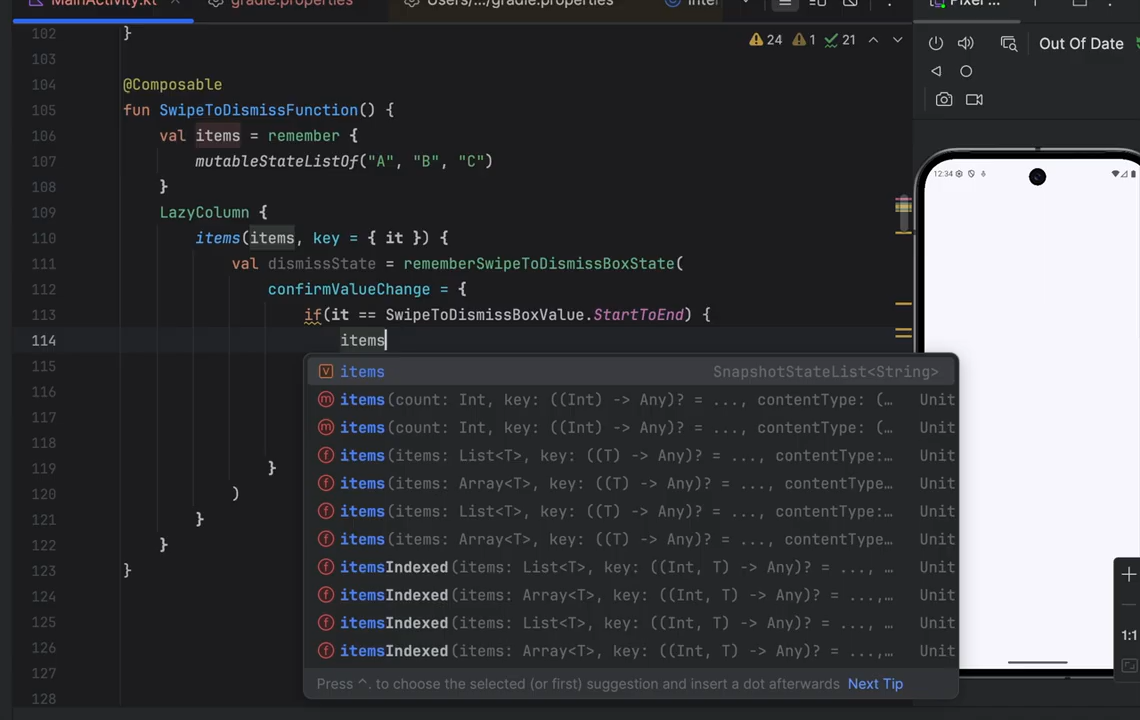 MainActivity.kt
gradle.properties
Users/.../gradle.properties
Inter
Pixel ...
102 }
24 1 21
Out Of Date
103
104 @Composable
105 fun SwipeToDismissFunction() {
106 val items = remember {
107 mutableStateListOf("A", "B", "C")
108 }
109 LazyColumn {
110 items(items, key = { it }) {
111 val dismissState = rememberSwipeToDismissBoxState(
112 confirmValueChange = {
113 if(it == SwipeToDismissBoxValue.StartToEnd) {
114 items
115
116
117
118
119 }
120 )
121 }
122 }
123 }
124
125
126
127
128
items SnapshotStateList<String>
items(count: Int, key: ((Int) -> Any)? = ..., contentType: (… Unit
items(count: Int, key: ((Int) -> Any)? = ..., contentType: (… Unit
items(items: List<T>, key: ((T) -> Any)? = ..., contentType:… Unit
items(items: Array<T>, key: ((T) -> Any)? = ..., contentType… Unit
items(items: List<T>, key: ((T) -> Any)? = ..., contentType:… Unit
items(items: Array<T>, key: ((T) -> Any)? = ..., contentType… Unit
itemsIndexed(items: List<T>, key: ((Int, T) -> Any)? = ..., … Unit
itemsIndexed(items: Array<T>, key: ((Int, T) -> Any)? = ...,… Unit
itemsIndexed(items: List<T>, key: ((Int, T) -> Any)? = ..., … Unit
itemsIndexed(items: Array<T>, key: ((Int, T) -> Any)? = ...,… Unit
Press ^. to choose the selected (or first) suggestion and insert a dot afterwards Next Tip
12:34
1:1